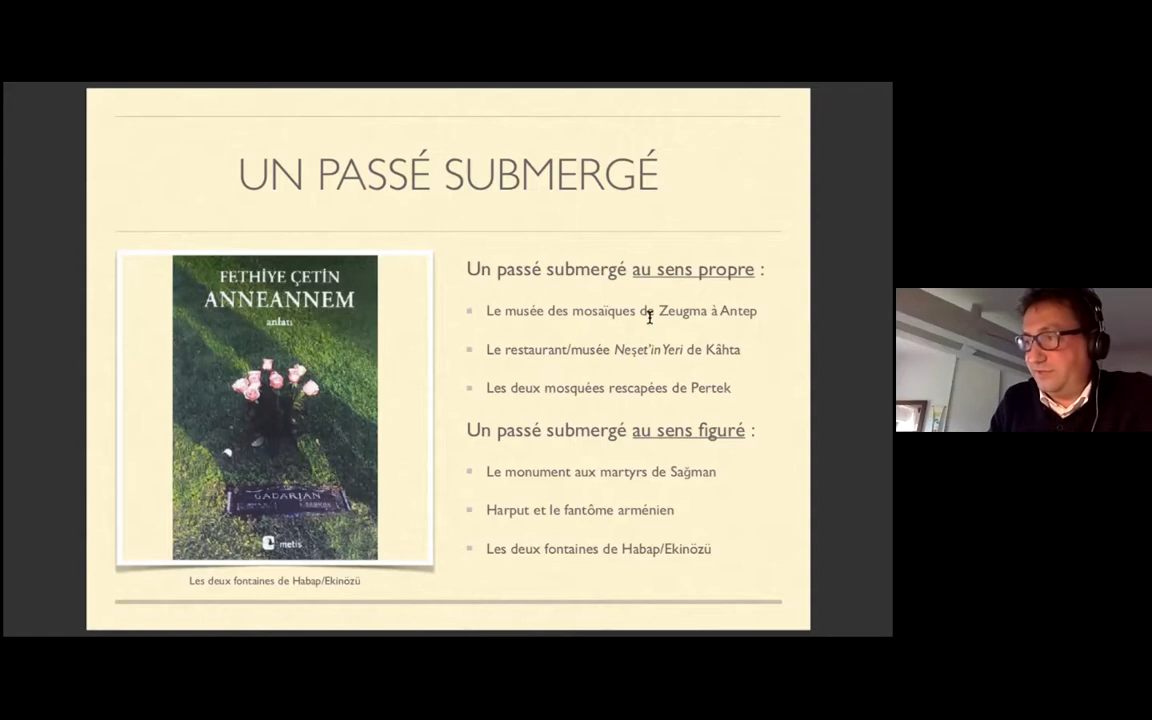 UN PASSÉ SUBMERGÉ
FETHİYE ÇETİN
ANNEANNEM
anlatı
GADARIAN
metis
Les deux fontaines de Habap/Ekinözü
Un passé submergé au sens propre :
Le musée des mosaïques de Zeugma à Antep
Le restaurant/musée Neşet'in Yeri de Kâhta
Les deux mosquées rescapées de Pertek
Un passé submergé au sens figuré :
Le monument aux martyrs de Sağman
Harput et le fantôme arménien
Les deux fontaines de Habap/Ekinözü